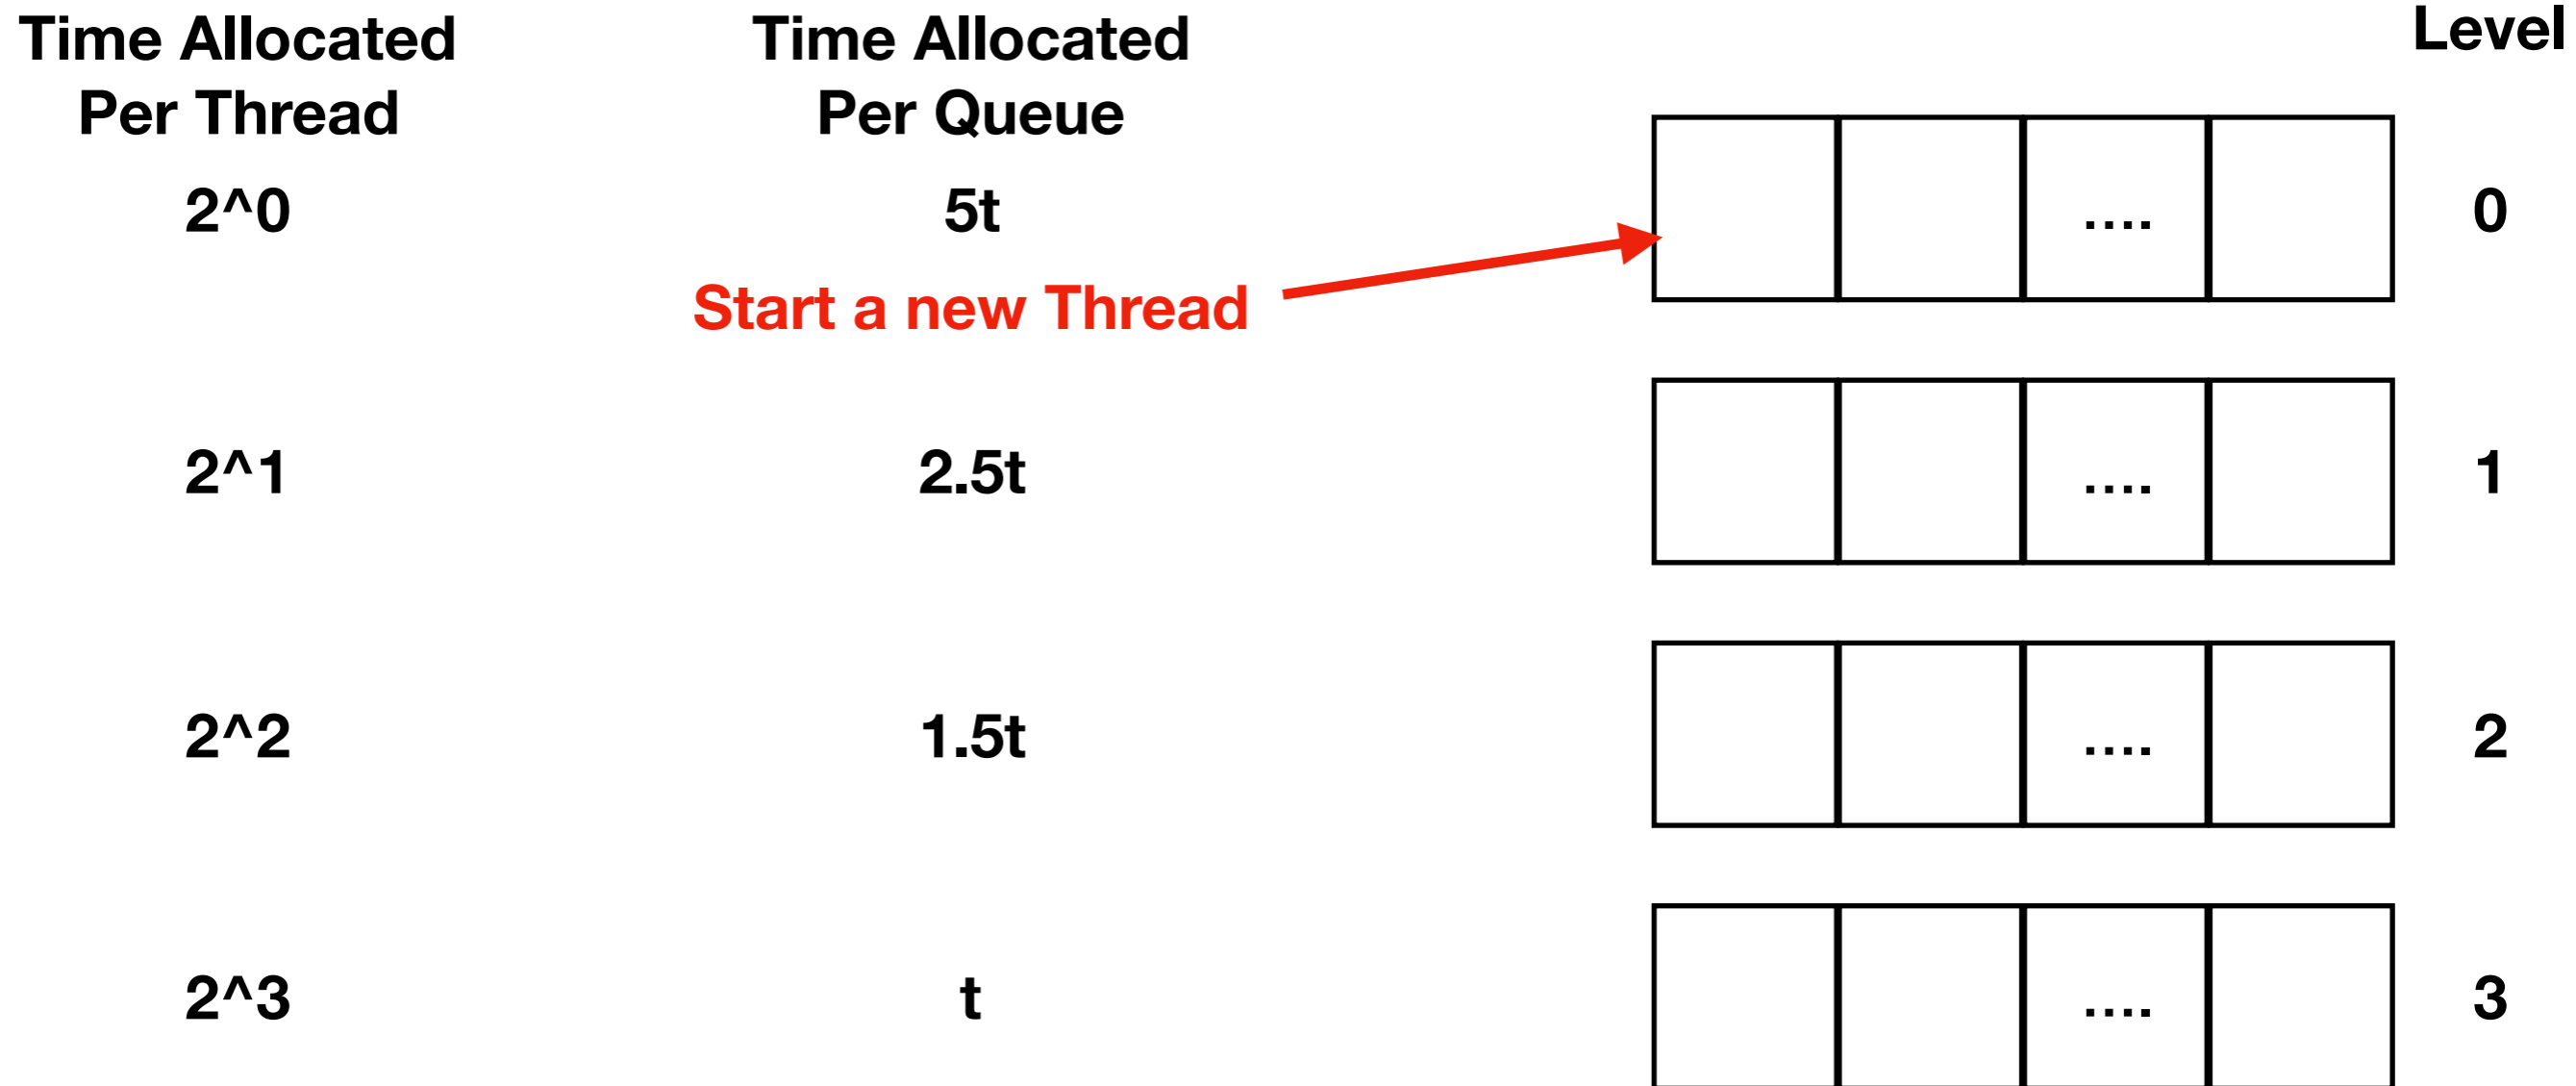 Time Allocated
Per Thread
Time Allocated
Per Queue
Level
2^0
5t
....
0
Start a new Thread
2^1
2.5t
....
1
2^2
1.5t
....
2
2^3
t
....
3